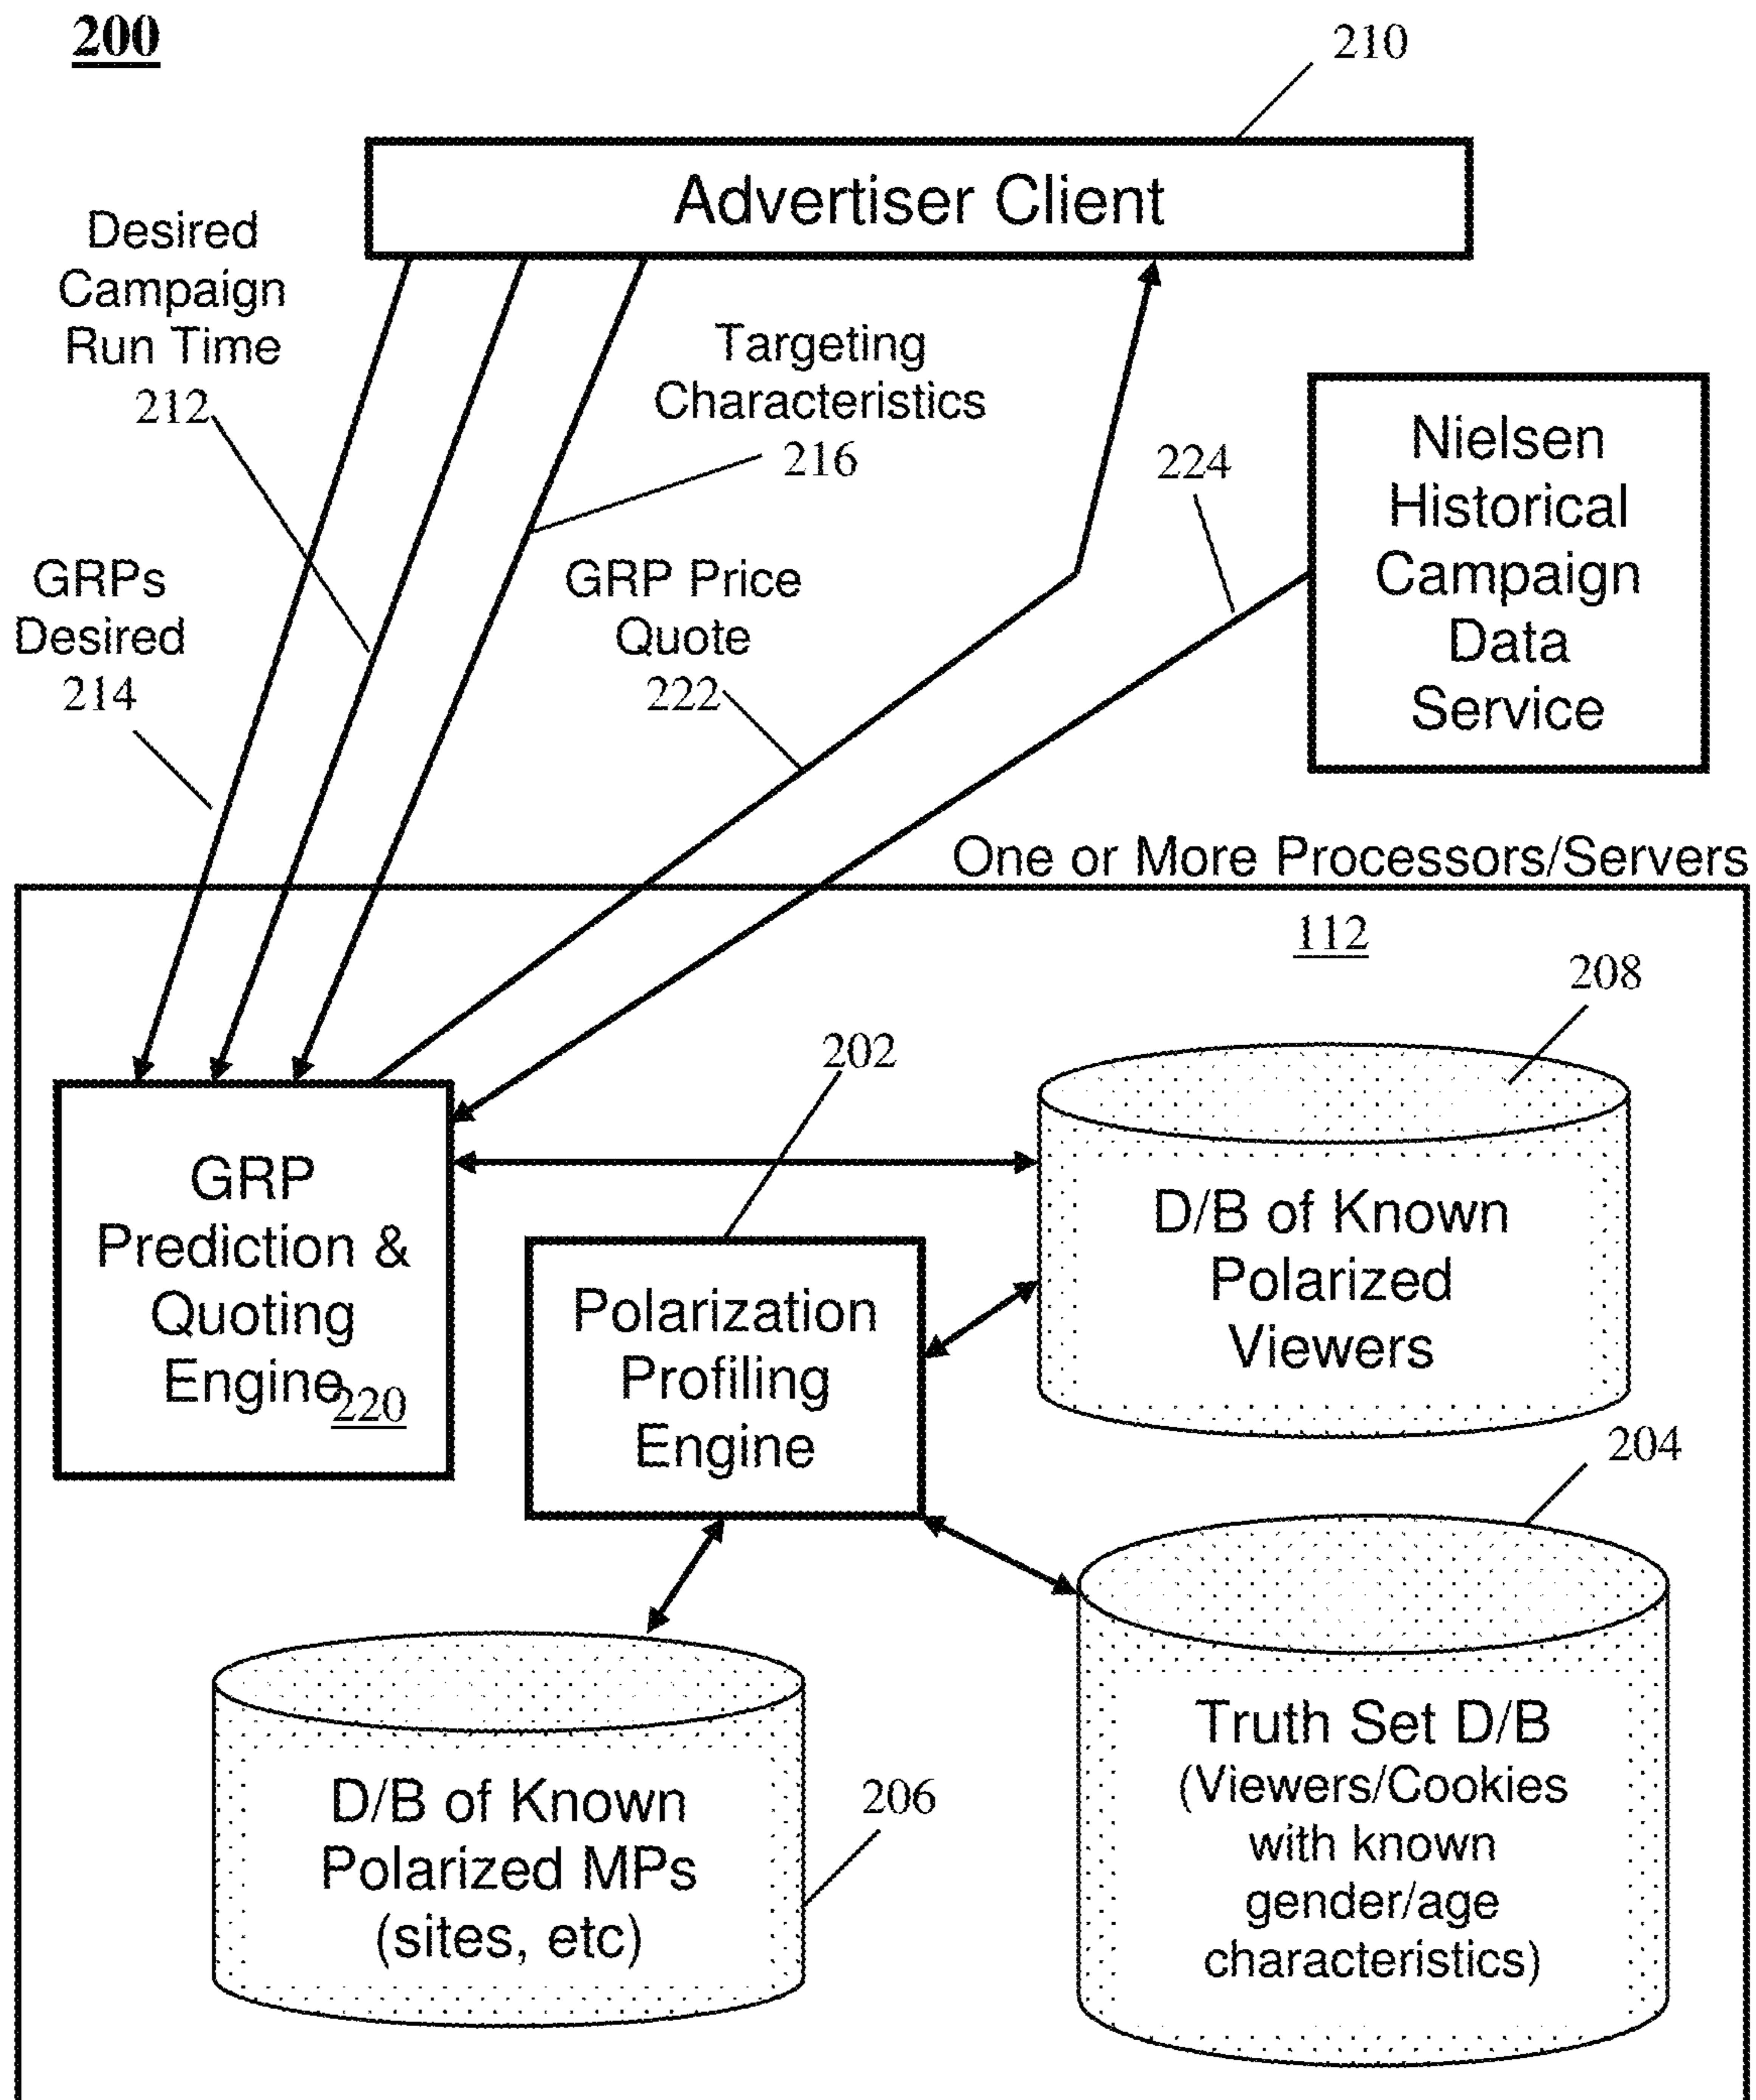 200
210
Advertiser Client
Desired
Campaign
Run Time
212
Targeting
Characteristics
216
224
Nielsen
Historical
Campaign
Data
Service
GRPs
Desired
214
GRP Price
Quote
222
One or More Processors/Servers
112
208
202
GRP
Prediction &
Quoting
Engine
220
D/B of Known
Polarized
Viewers
Polarization
Profiling
Engine
204
Truth Set D/B
(Viewers/Cookies
with known
gender/age
characteristics)
D/B of Known
Polarized MPs
(sites, etc)
206